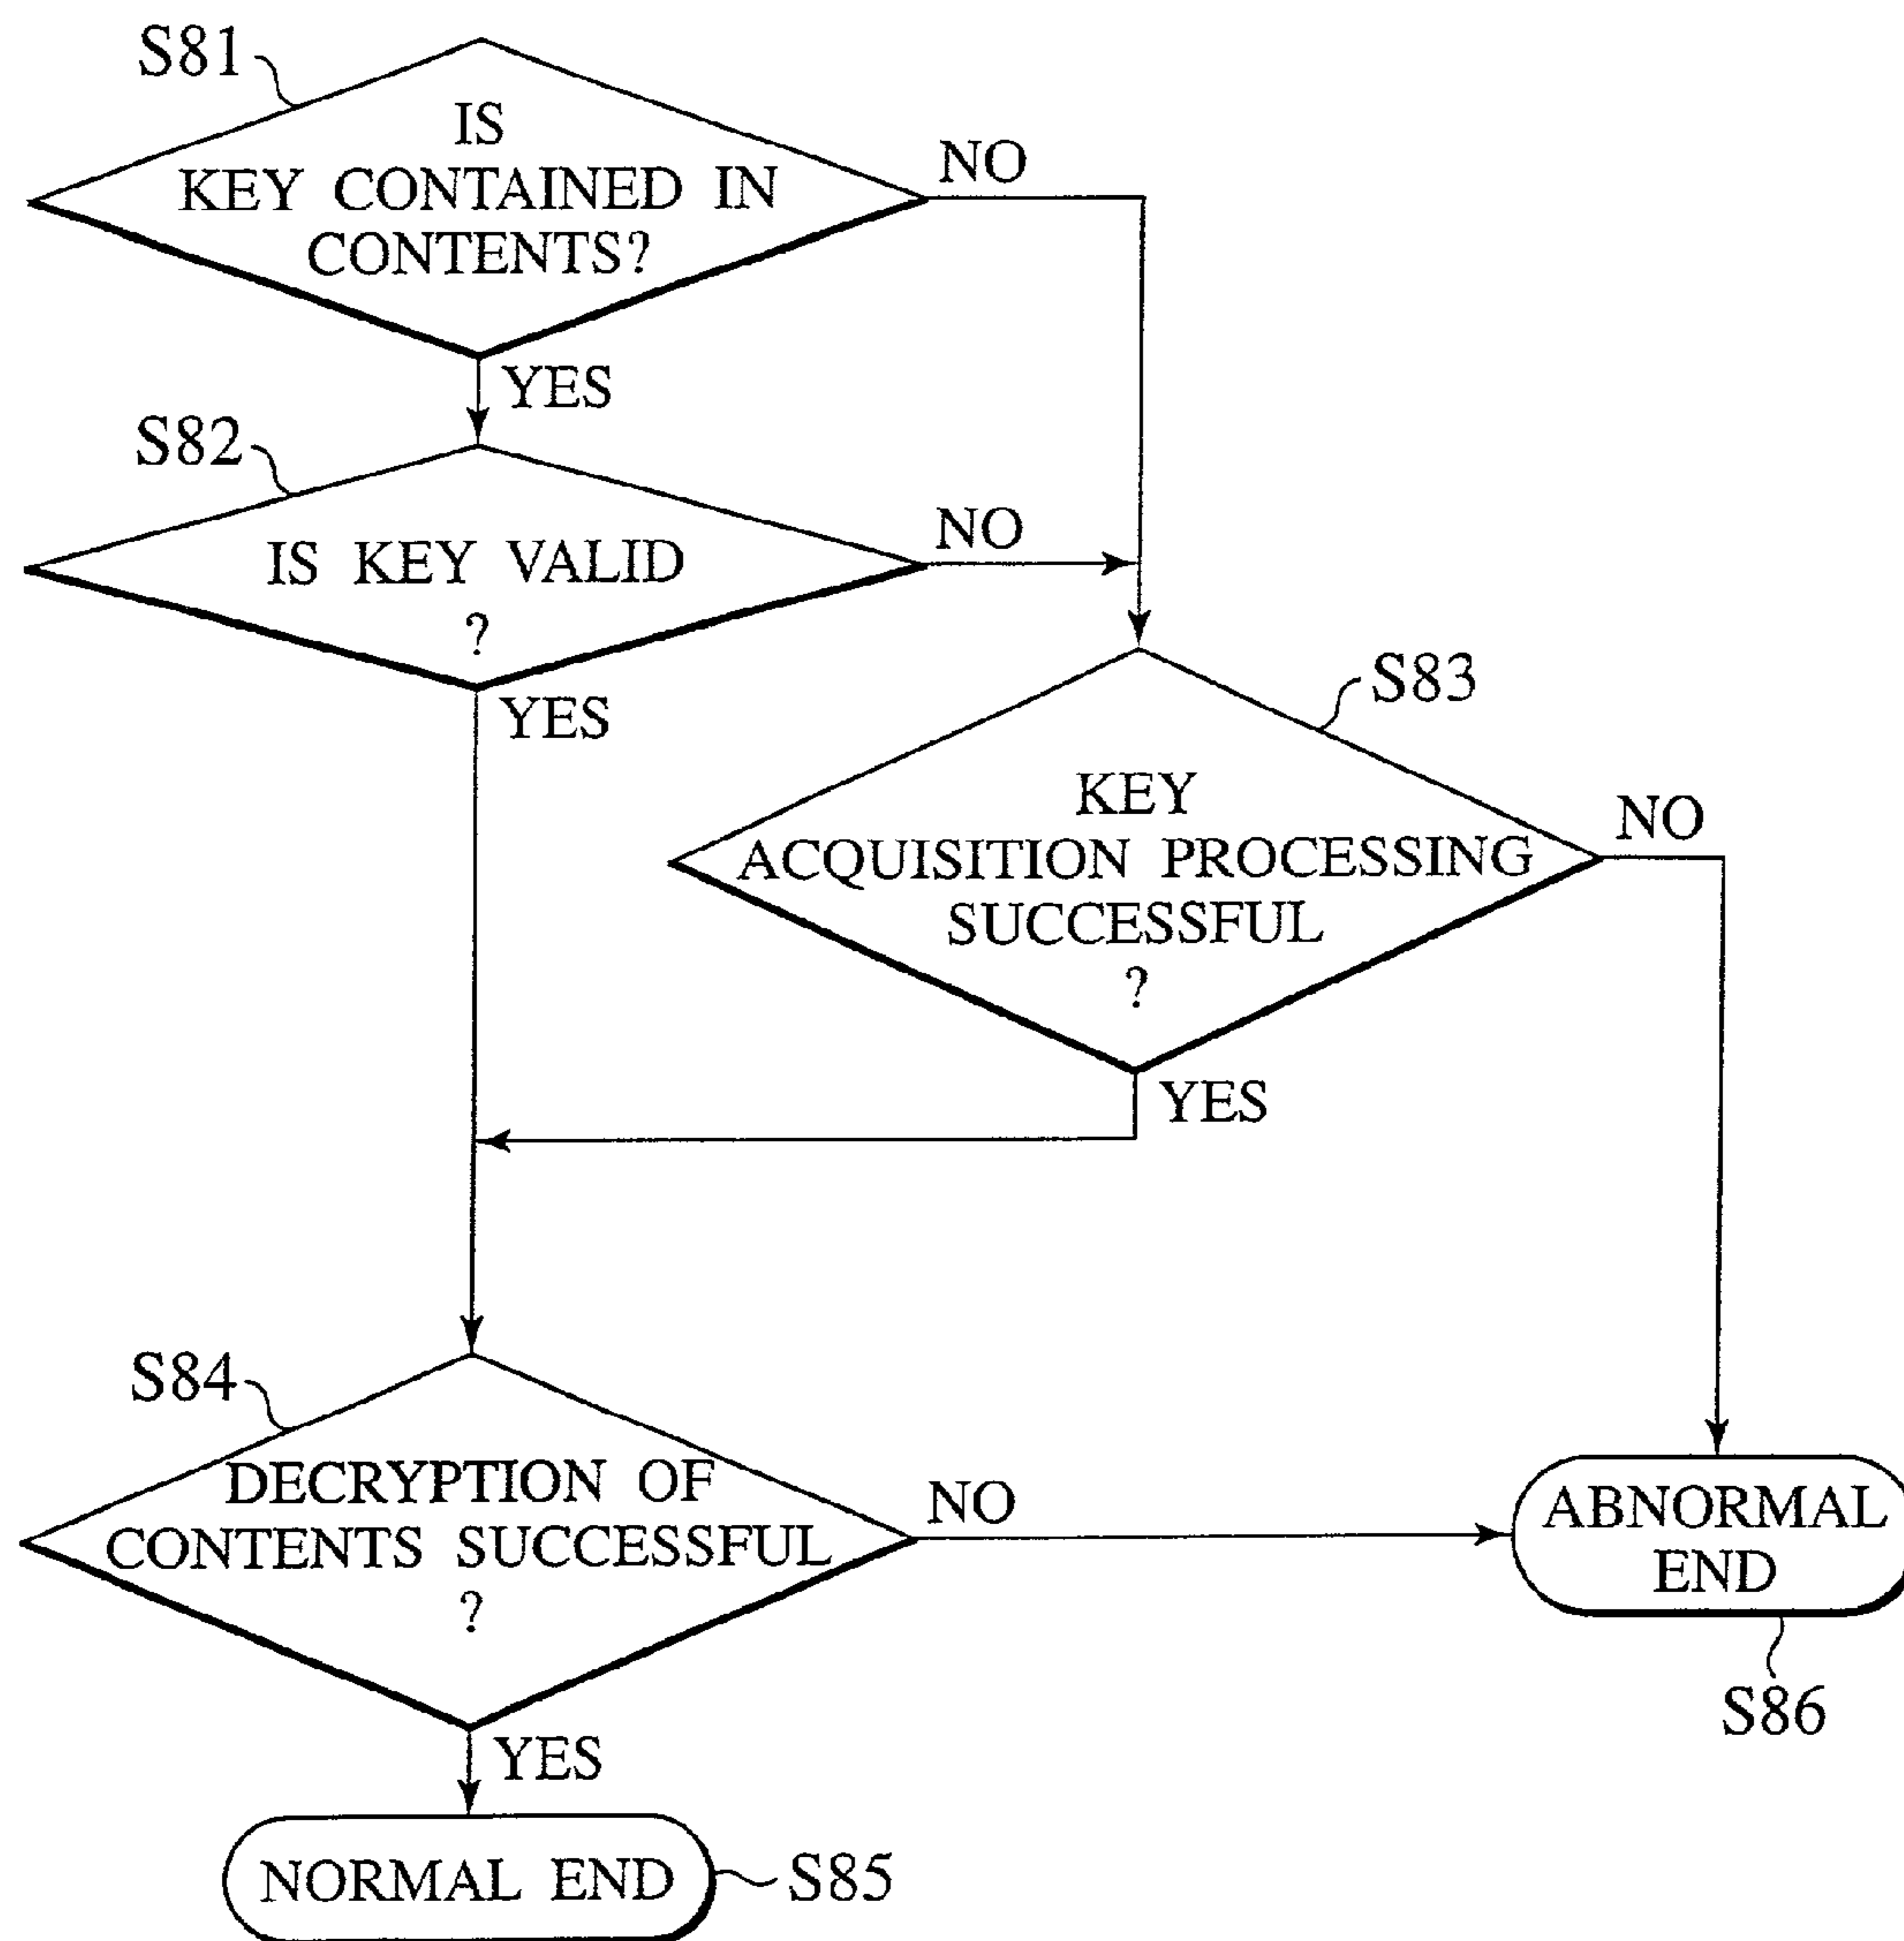 S81
IS
KEY CONTAINED IN
CONTENTS?
NO
YES
S82
IS KEY VALID
?
NO
YES
S83
KEY
ACQUISITION PROCESSING
SUCCESSFUL
?
NO
YES
S84
DECRYPTION OF
CONTENTS SUCCESSFUL
?
NO
YES
ABNORMAL
END
S86
NORMAL END
S85